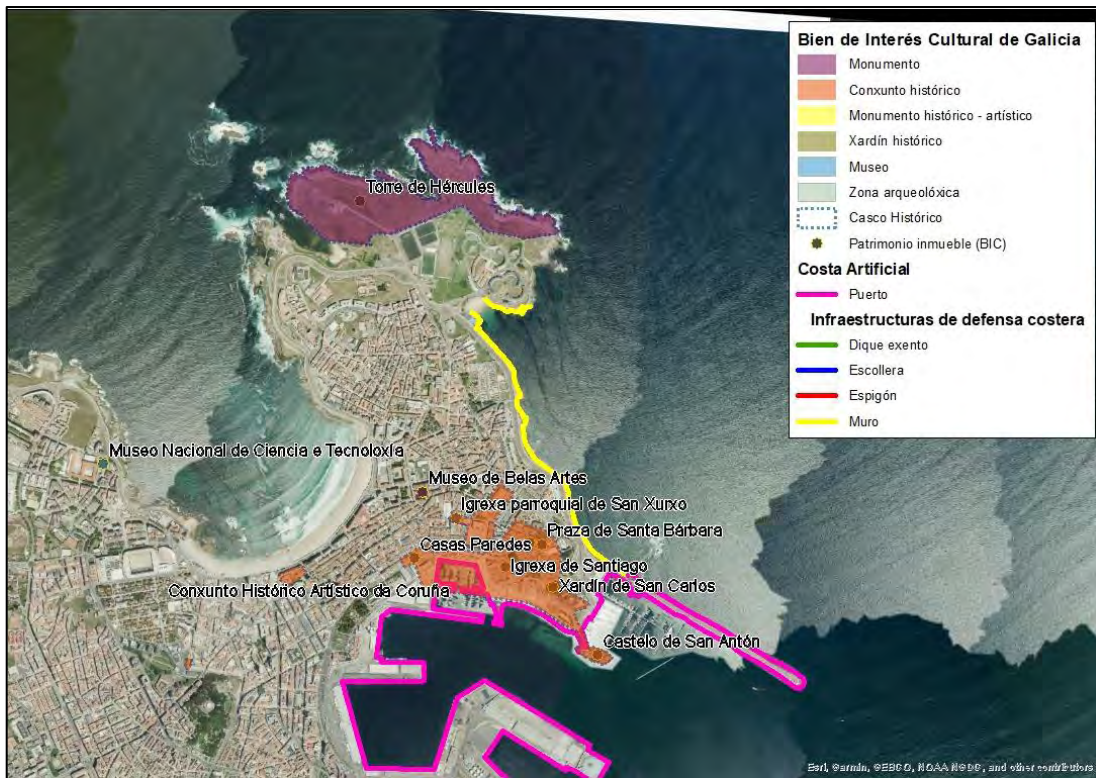 Bien de Interés Cultural de Galicia
Monumento
Conxunto histórico
Monumento histórico - artístico
Xardín histórico
Museo
Zona arqueolóxica
Casco Histórico
Patrimonio inmueble (BIC)
Costa Artificial
Puerto
Infraestructuras de defensa costera
Dique exento
Escollera
Espigón
Muro
Torre de Hércules
Museo Nacional de Ciencia e Tecnoloxía
Museo de Belas Artes
Igrexa parroquial de San Xurxo
Praza de Santa Bárbara
Casas Paredes
Igrexa de Santiago
Conxunto Histórico Artístico da Coruña
Xardín de San Carlos
Castelo de San Antón
Esri, Garmin, GEBCO, NOAA NGDC, and other contributors